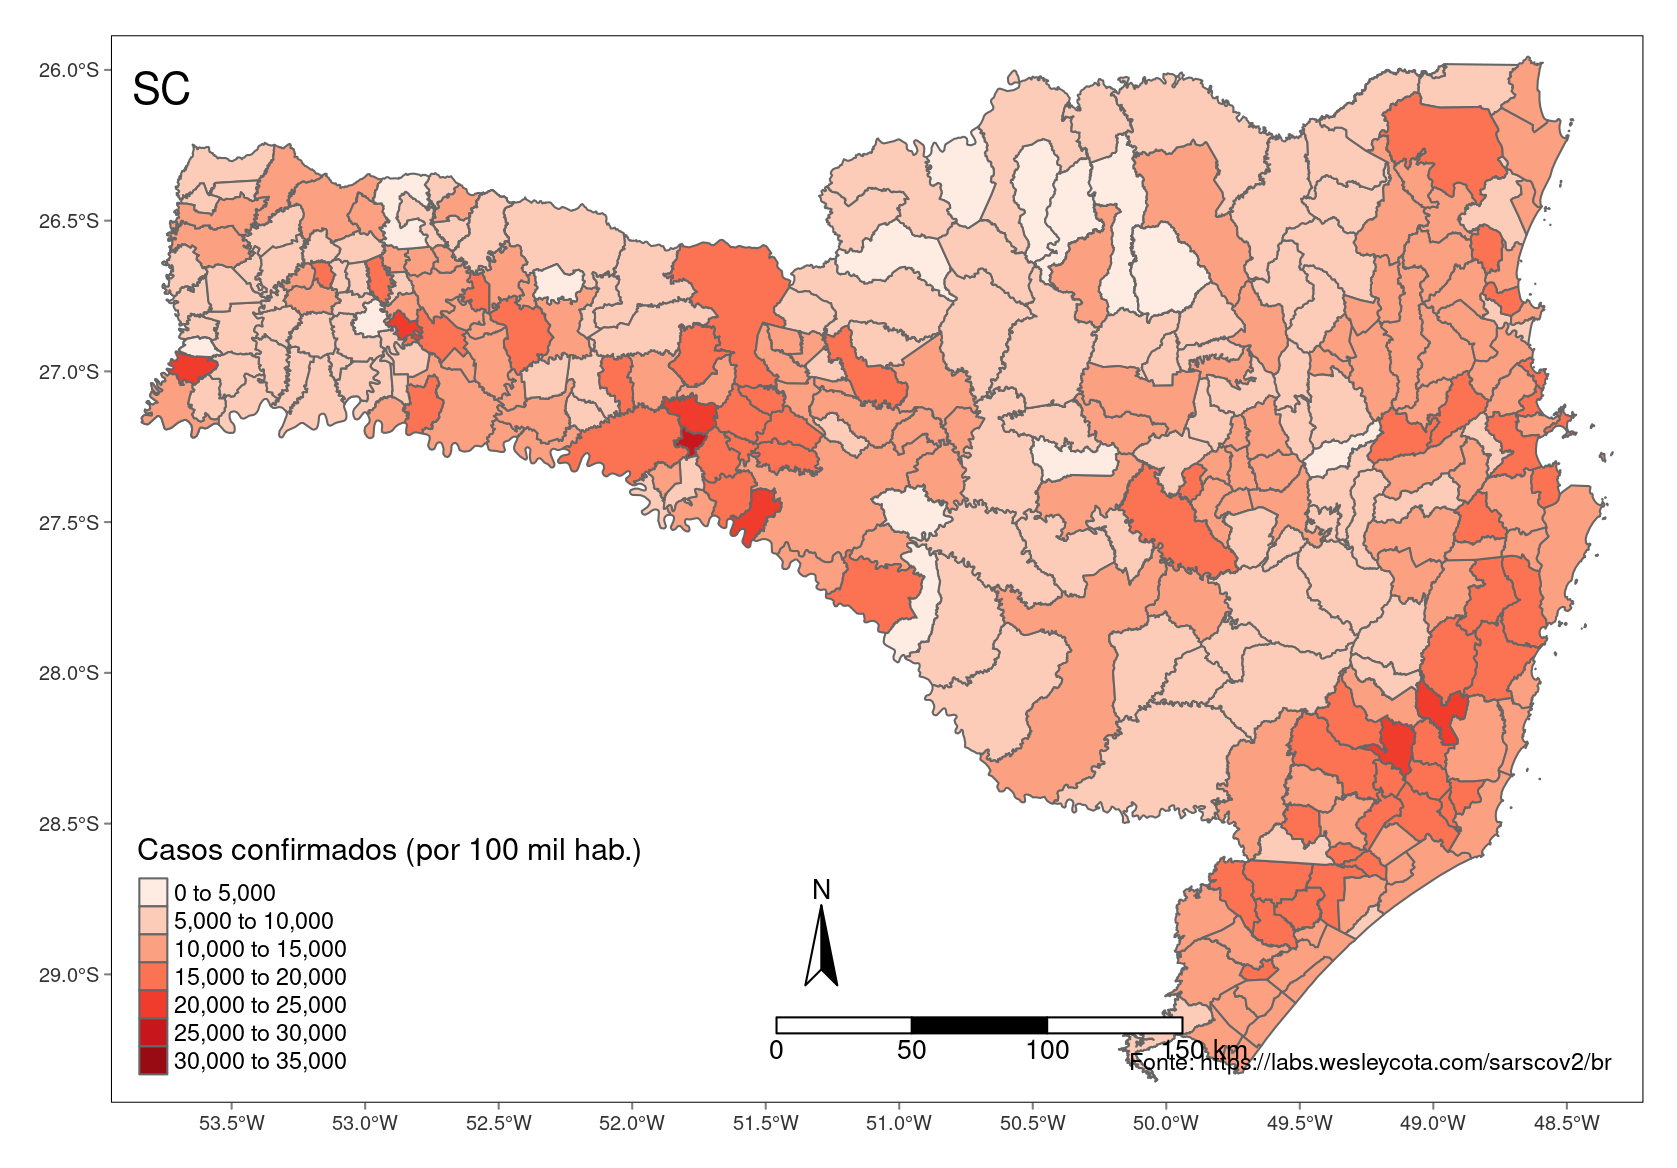 SC
26.0°S
26.5°S
27.0°S
27.5°S
28.0°S
28.5°S
29.0°S
Casos confirmados (por 100 mil hab.)
0 to 5,000
5,000 to 10,000
10,000 to 15,000
15,000 to 20,000
20,000 to 25,000
25,000 to 30,000
30,000 to 35,000
N
0 50 100 150 km
Fonte: https://labs.wesleycota.com/sarscov2/br
53.5°W 53.0°W 52.5°W 52.0°W 51.5°W 51.0°W 50.5°W 50.0°W 49.5°W 49.0°W 48.5°W